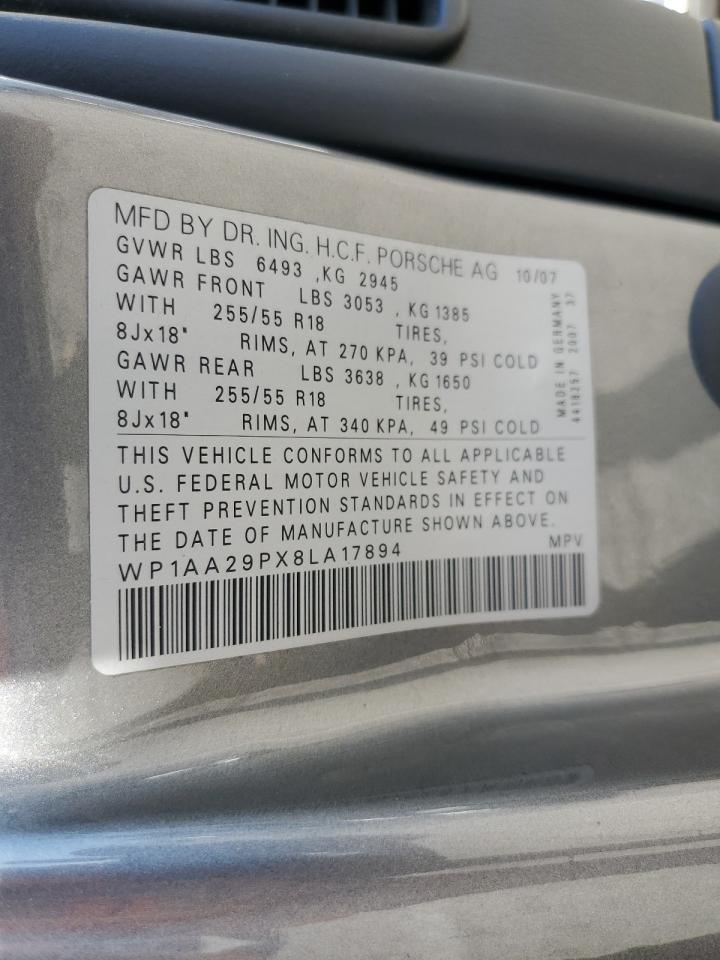 MFD BY DR. ING. H.C.F. PORSCHE AG 10/07
GVWR LBS 6493 ,KG 2945
GAWR FRONT LBS 3053 , KG 1385
WITH 255/55 R18 TIRES,
8Jx18" RIMS, AT 270 KPA, 39 PSI COLD
GAWR REAR LBS 3638 , KG 1650
WITH 255/55 R18 TIRES,
8Jx18" RIMS, AT 340 KPA, 49 PSI COLD
MADE IN GERMANY
4418257 2007 37
THIS VEHICLE CONFORMS TO ALL APPLICABLE
U.S. FEDERAL MOTOR VEHICLE SAFETY AND
THEFT PREVENTION STANDARDS IN EFFECT ON
THE DATE OF MANUFACTURE SHOWN ABOVE.
WP1AA29PX8LA17894 MPV